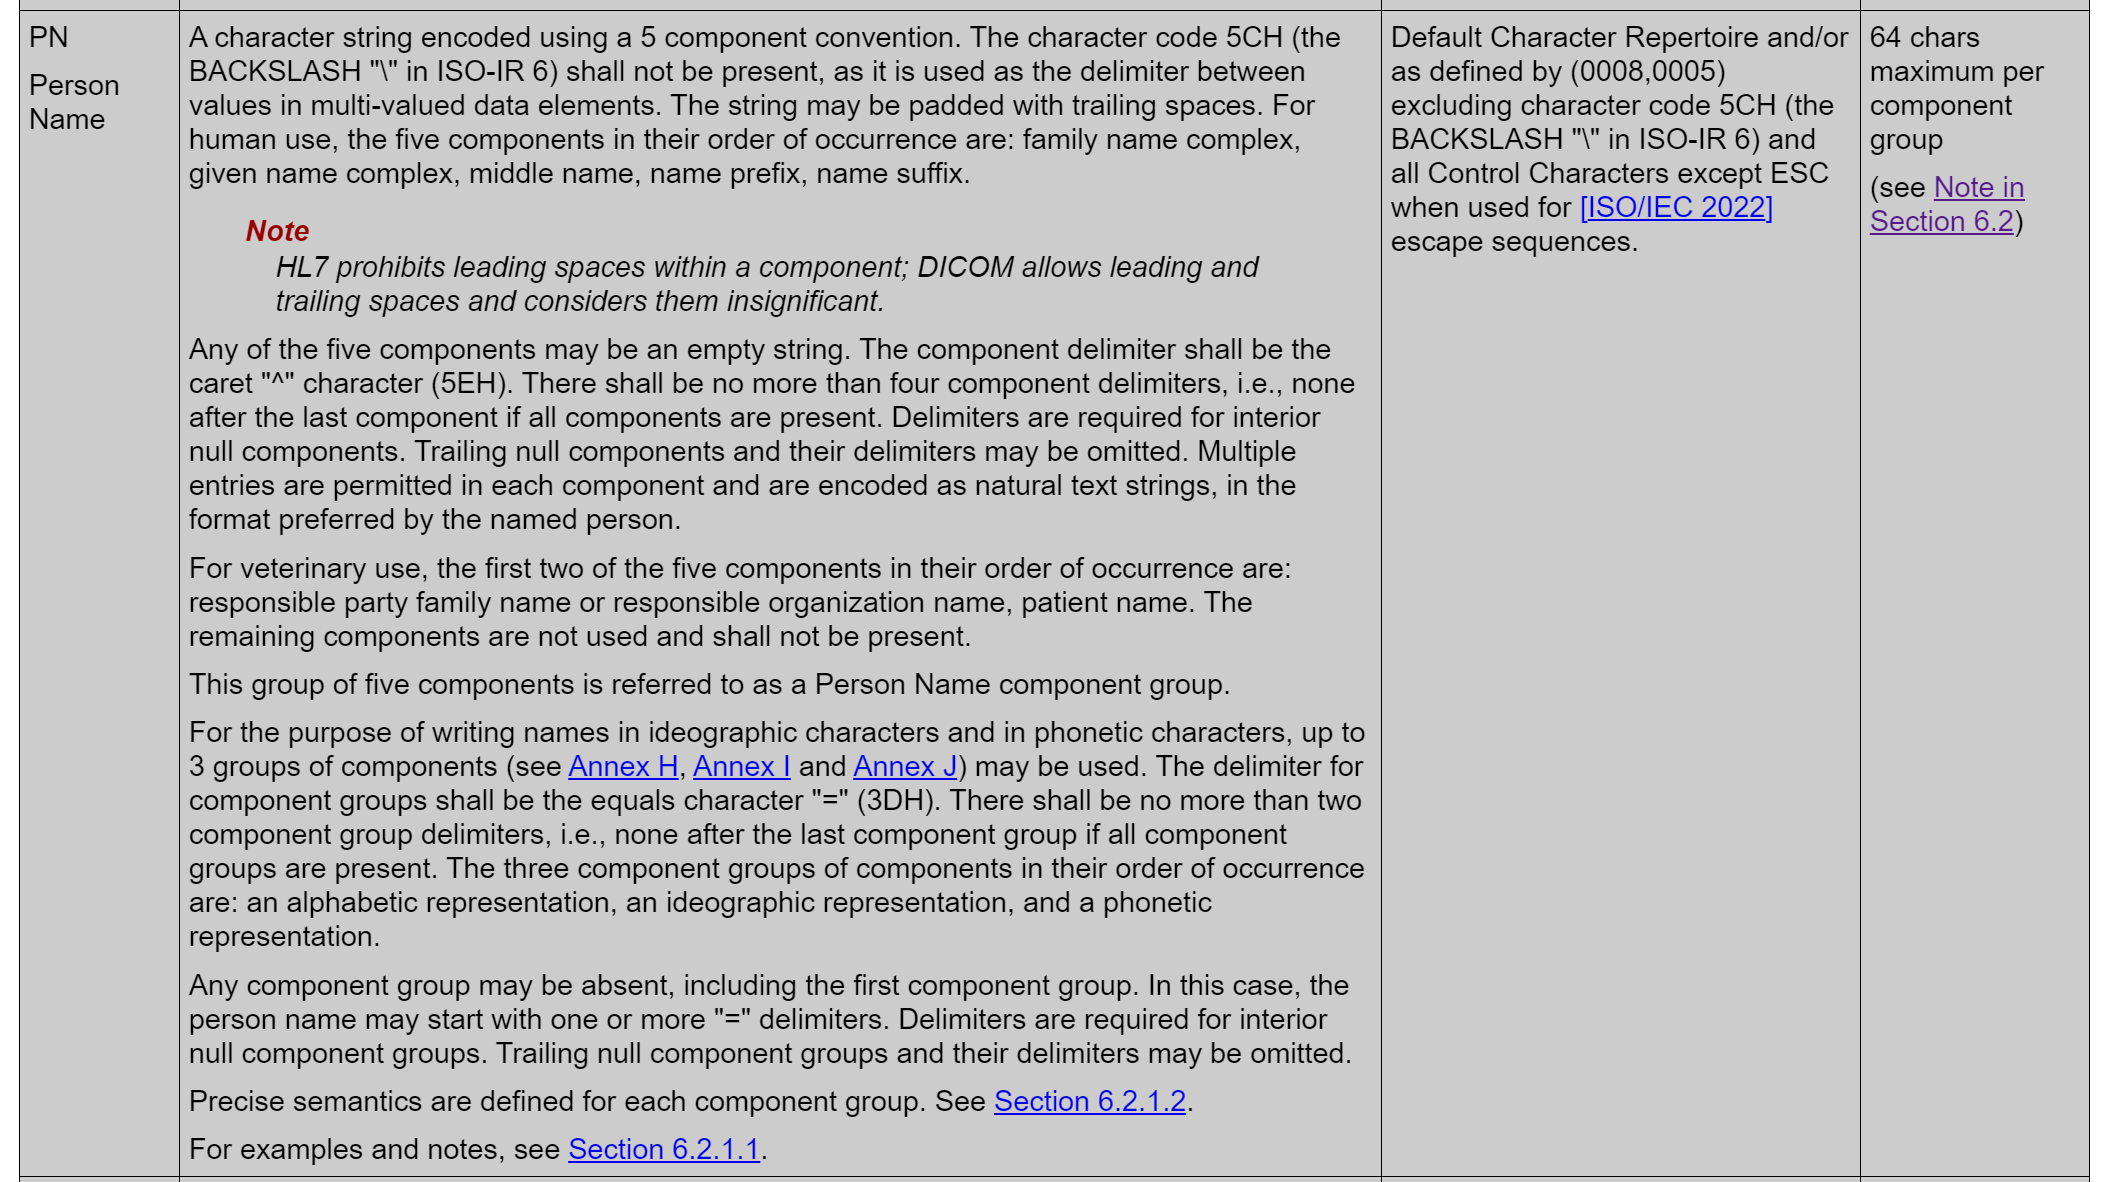 PN
Person
Name
A character string encoded using a 5 component convention. The character code 5CH (the
BACKSLASH "\" in ISO-IR 6) shall not be present, as it is used as the delimiter between
values in multi-valued data elements. The string may be padded with trailing spaces. For
human use, the five components in their order of occurrence are: family name complex,
given name complex, middle name, name prefix, name suffix.
Note
HL7 prohibits leading spaces within a component; DICOM allows leading and
trailing spaces and considers them insignificant.
Any of the five components may be an empty string. The component delimiter shall be the
caret "^" character (5EH). There shall be no more than four component delimiters, i.e., none
after the last component if all components are present. Delimiters are required for interior
null components. Trailing null components and their delimiters may be omitted. Multiple
entries are permitted in each component and are encoded as natural text strings, in the
format preferred by the named person.
For veterinary use, the first two of the five components in their order of occurrence are:
responsible party family name or responsible organization name, patient name. The
remaining components are not used and shall not be present.
This group of five components is referred to as a Person Name component group.
For the purpose of writing names in ideographic characters and in phonetic characters, up to
3 groups of components (see Annex H, Annex I and Annex J) may be used. The delimiter for
component groups shall be the equals character "=" (3DH). There shall be no more than two
component group delimiters, i.e., none after the last component group if all component
groups are present. The three component groups of components in their order of occurrence
are: an alphabetic representation, an ideographic representation, and a phonetic
representation.
Any component group may be absent, including the first component group. In this case, the
person name may start with one or more "=" delimiters. Delimiters are required for interior
null component groups. Trailing null component groups and their delimiters may be omitted.
Precise semantics are defined for each component group. See Section 6.2.1.2.
For examples and notes, see Section 6.2.1.1.
Default Character Repertoire and/or
as defined by (0008,0005)
excluding character code 5CH (the
BACKSLASH "\" in ISO-IR 6) and
all Control Characters except ESC
when used for [ISO/IEC 2022]
escape sequences.
64 chars
maximum per
component
group
(see Note in
Section 6.2)